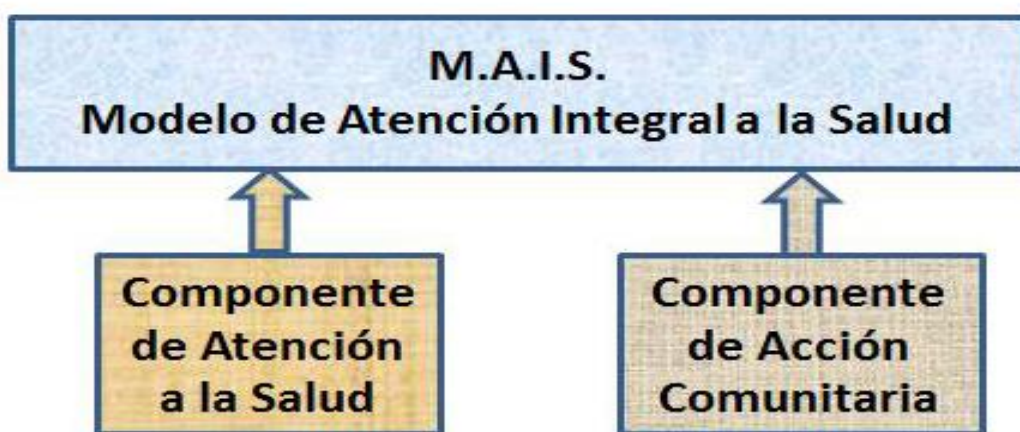 M.A.I.S.
Modelo de Atención Integral a la Salud
Componente
de Atención
a la Salud
Componente
de Acción
Comunitaria